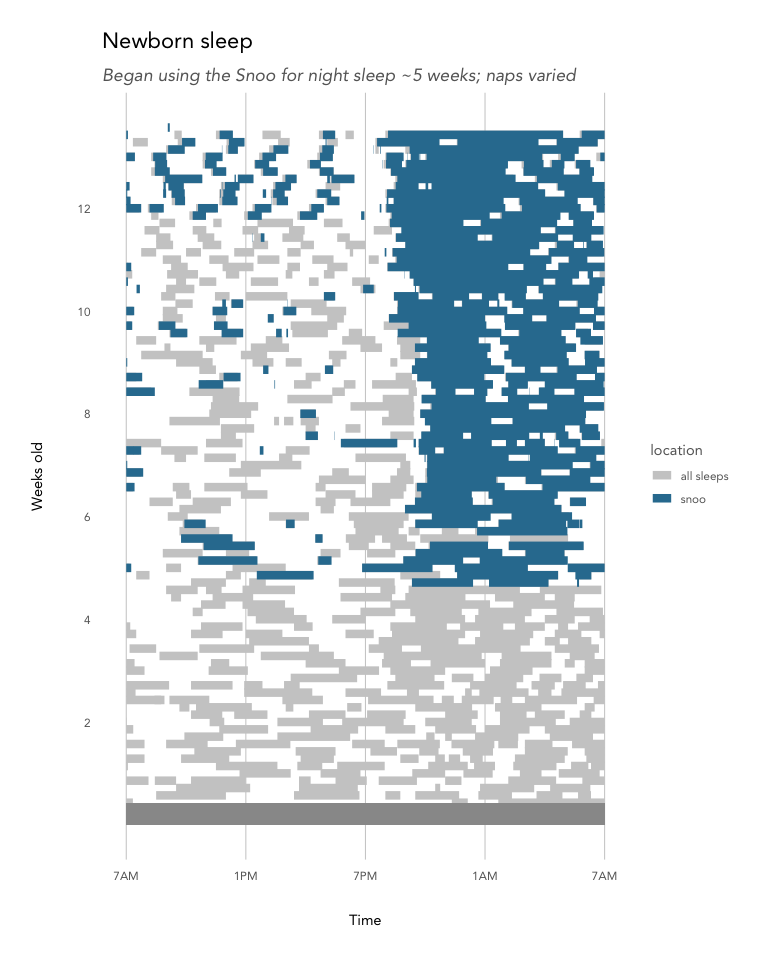 Newborn sleep
Began using the Snoo for night sleep ~5 weeks; naps varied
12
10
8
6
4
2
Weeks old
7AM 1PM 7PM 1AM 7AM
Time
location
all sleeps
snoo